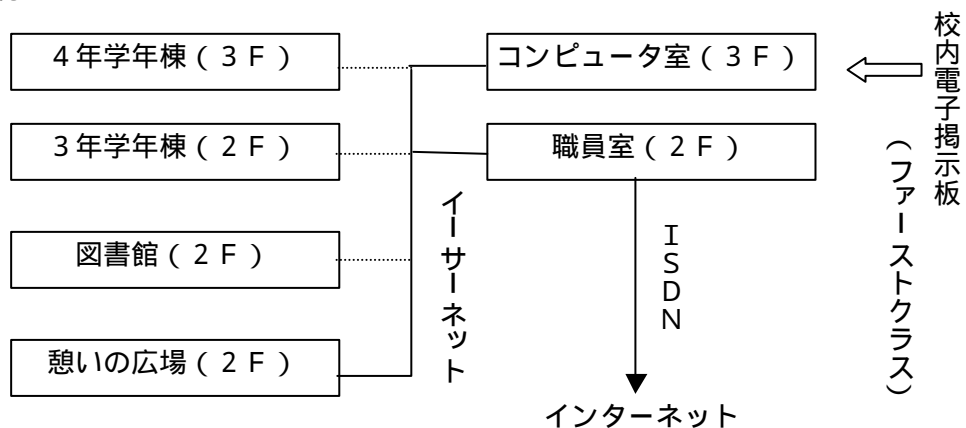 ４年学年棟（３Ｆ）
３年学年棟（２Ｆ）
図書館（２Ｆ）
憩いの広場（２Ｆ）
イーサーネット
コンピュータ室（３Ｆ）
職員室（２Ｆ）
ＩＳＤＮ
インターネット
校内電子掲示板
（ファーストクラス）